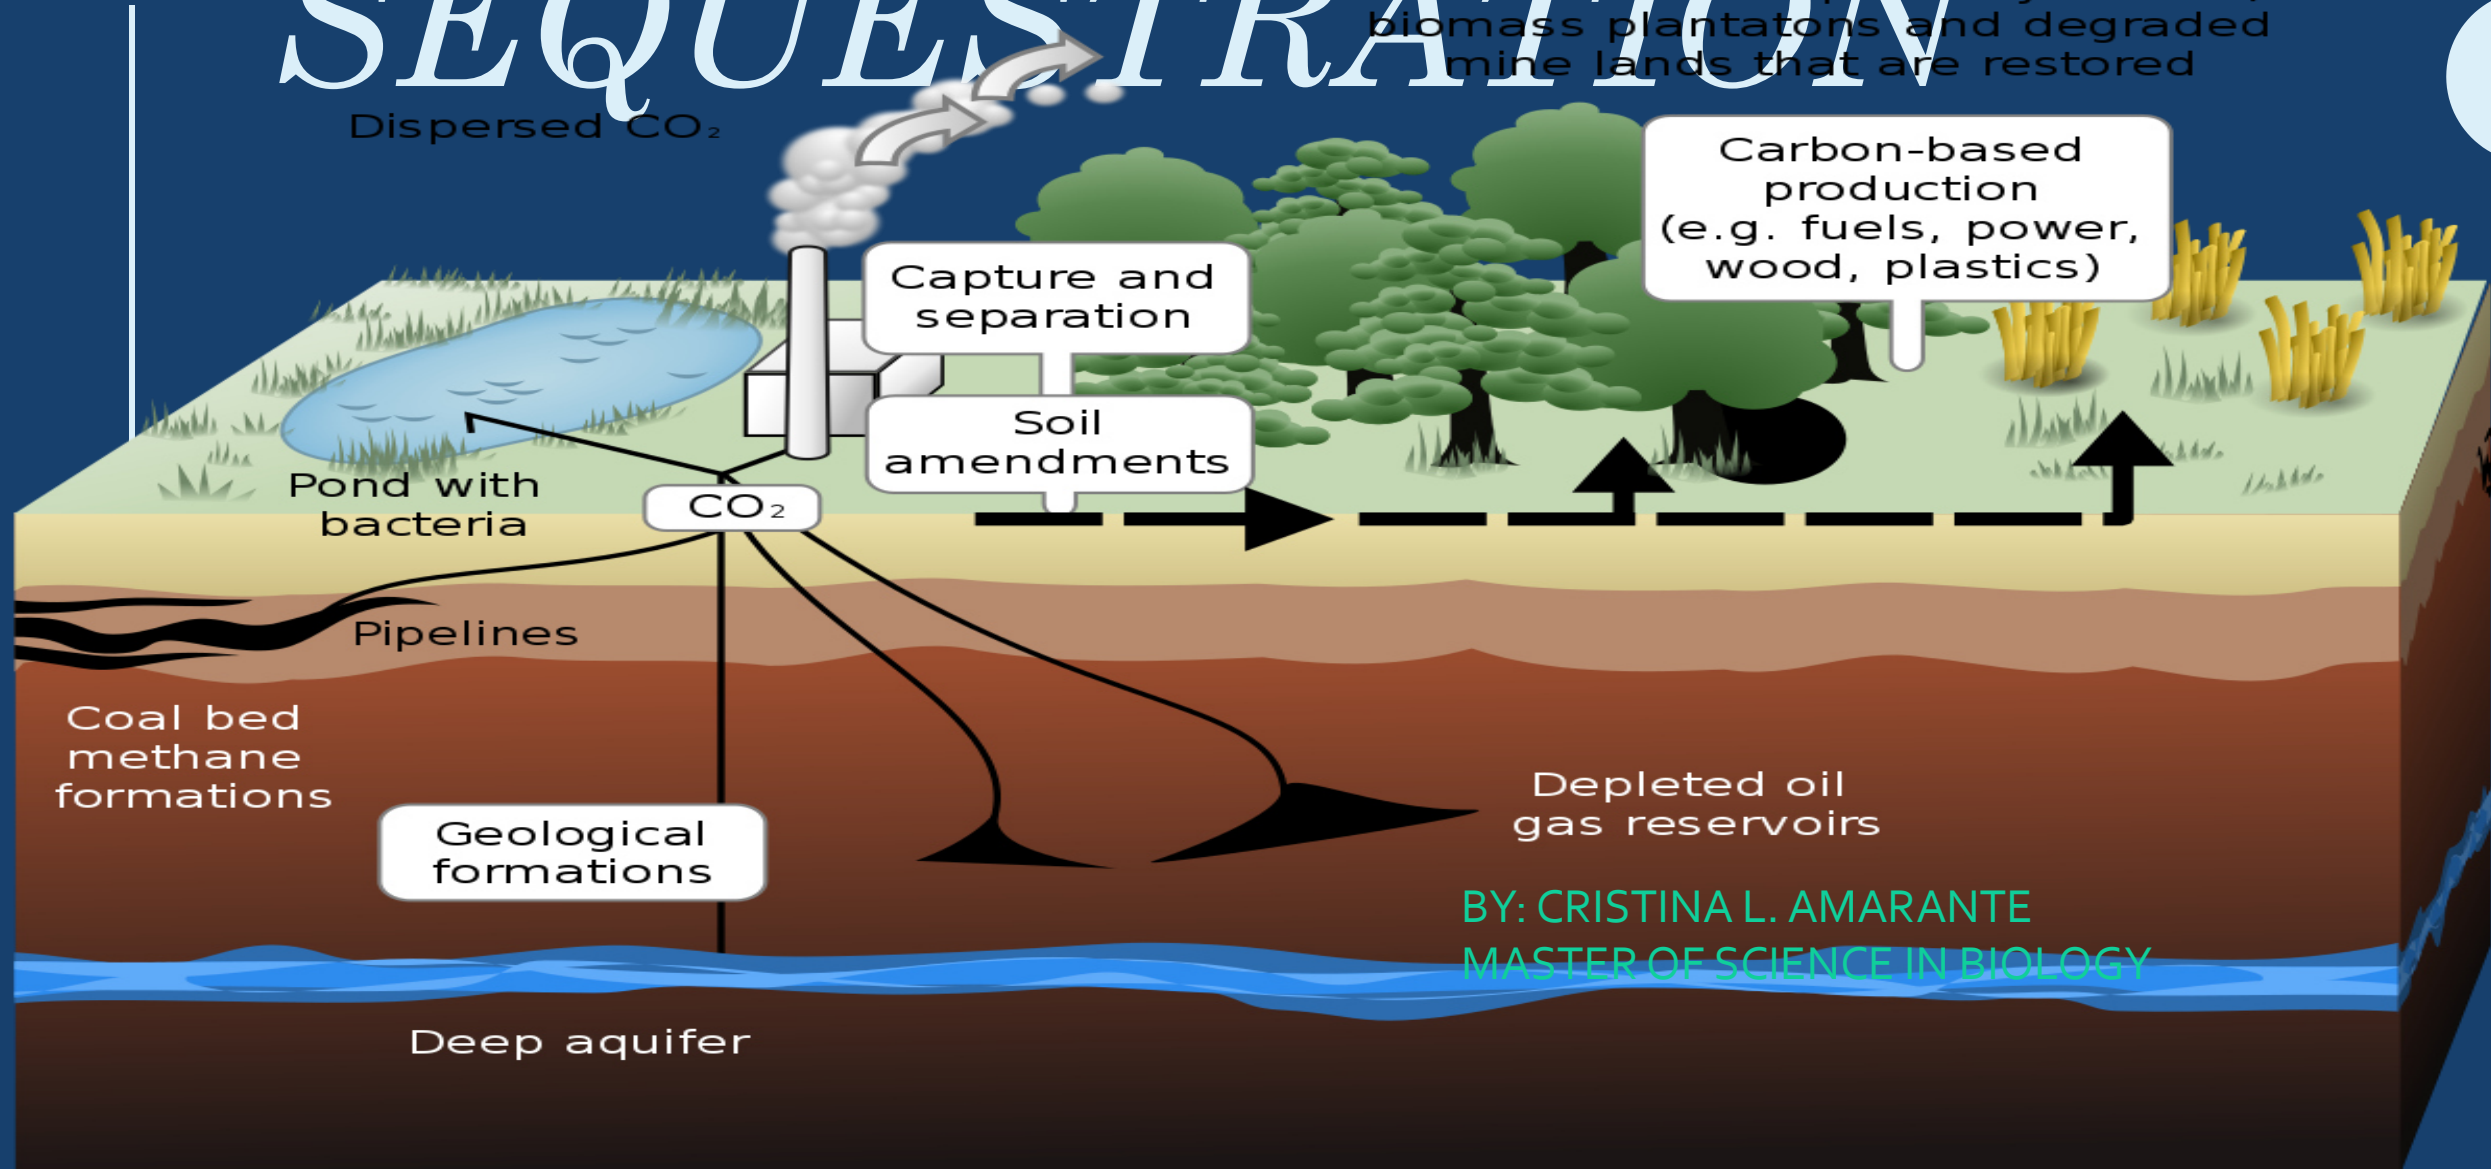 SEQUESTRATION
biomass plantatons and degraded
mine lands that are restored
Dispersed CO₂
Carbon-based
production
(e.g. fuels, power,
wood, plastics)
Capture and
separation
Soil
amendments
Pond with
bacteria
CO₂
Pipelines
Coal bed
methane
formations
Geological
formations
Depleted oil
gas reservoirs
BY: CRISTINA L. AMARANTE
MASTER OF SCIENCE IN BIOLOGY
Deep aquifer